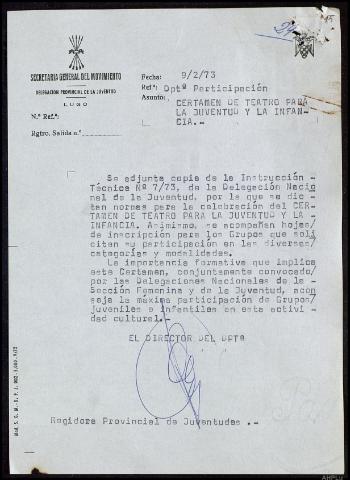 24
15
SECRETARIA GENERAL DEL MOVIMIENTO
DELEGACION PROVINCIAL DE LA JUVENTUD
LUGO
N.º Ref.ª:
Rgtro. Salida n.º
Fecha: 9/2/73
Ref.ª: Dptº Participación
Asunto: CERTAMEN DE TEATRO PARA
LA JUVENTUD Y LA INFAN-
CIA.-
Se adjunta copia de la Instrucción -
Técnica Nº 7/73, de la Delegación Nacio
nal de la Juventud, por la que se dic-
tan normas para la celebración del CER-
TAMEN DE TEATRO PARA LA JUVENTUD Y LA -
INFANCIA. Asimismo, se acompañan hojas/
de inscripción para los Grupos que soli
citen su participación en las diversas/
categorías y modalidades.
La importancia formativa que implica
este Certamen, conjuntamente convocado/
por las Delegaciones Nacionales de la -
Sección Femenina y de la Juventud, acon
seja la máxima participación de Grupos/
juveniles e infantiles en esta activi-
dad cultural.-
EL DIRECTOR DEL DPTº
Regidora Provincial de Juventudes .-